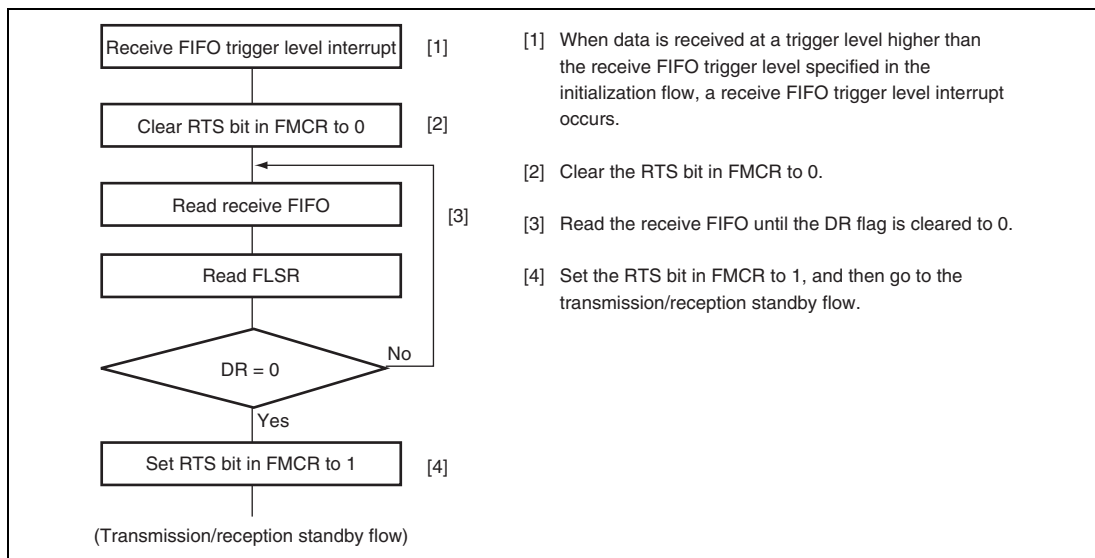 Receive FIFO trigger level interrupt [1]
Clear RTS bit in FMCR to 0 [2]
Read receive FIFO
[3]
Read FLSR
DR = 0
No
Yes
Set RTS bit in FMCR to 1 [4]
(Transmission/reception standby flow)
[1] When data is received at a trigger level higher than
the receive FIFO trigger level specified in the
initialization flow, a receive FIFO trigger level interrupt
occurs.
[2] Clear the RTS bit in FMCR to 0.
[3] Read the receive FIFO until the DR flag is cleared to 0.
[4] Set the RTS bit in FMCR to 1, and then go to the
transmission/reception standby flow.